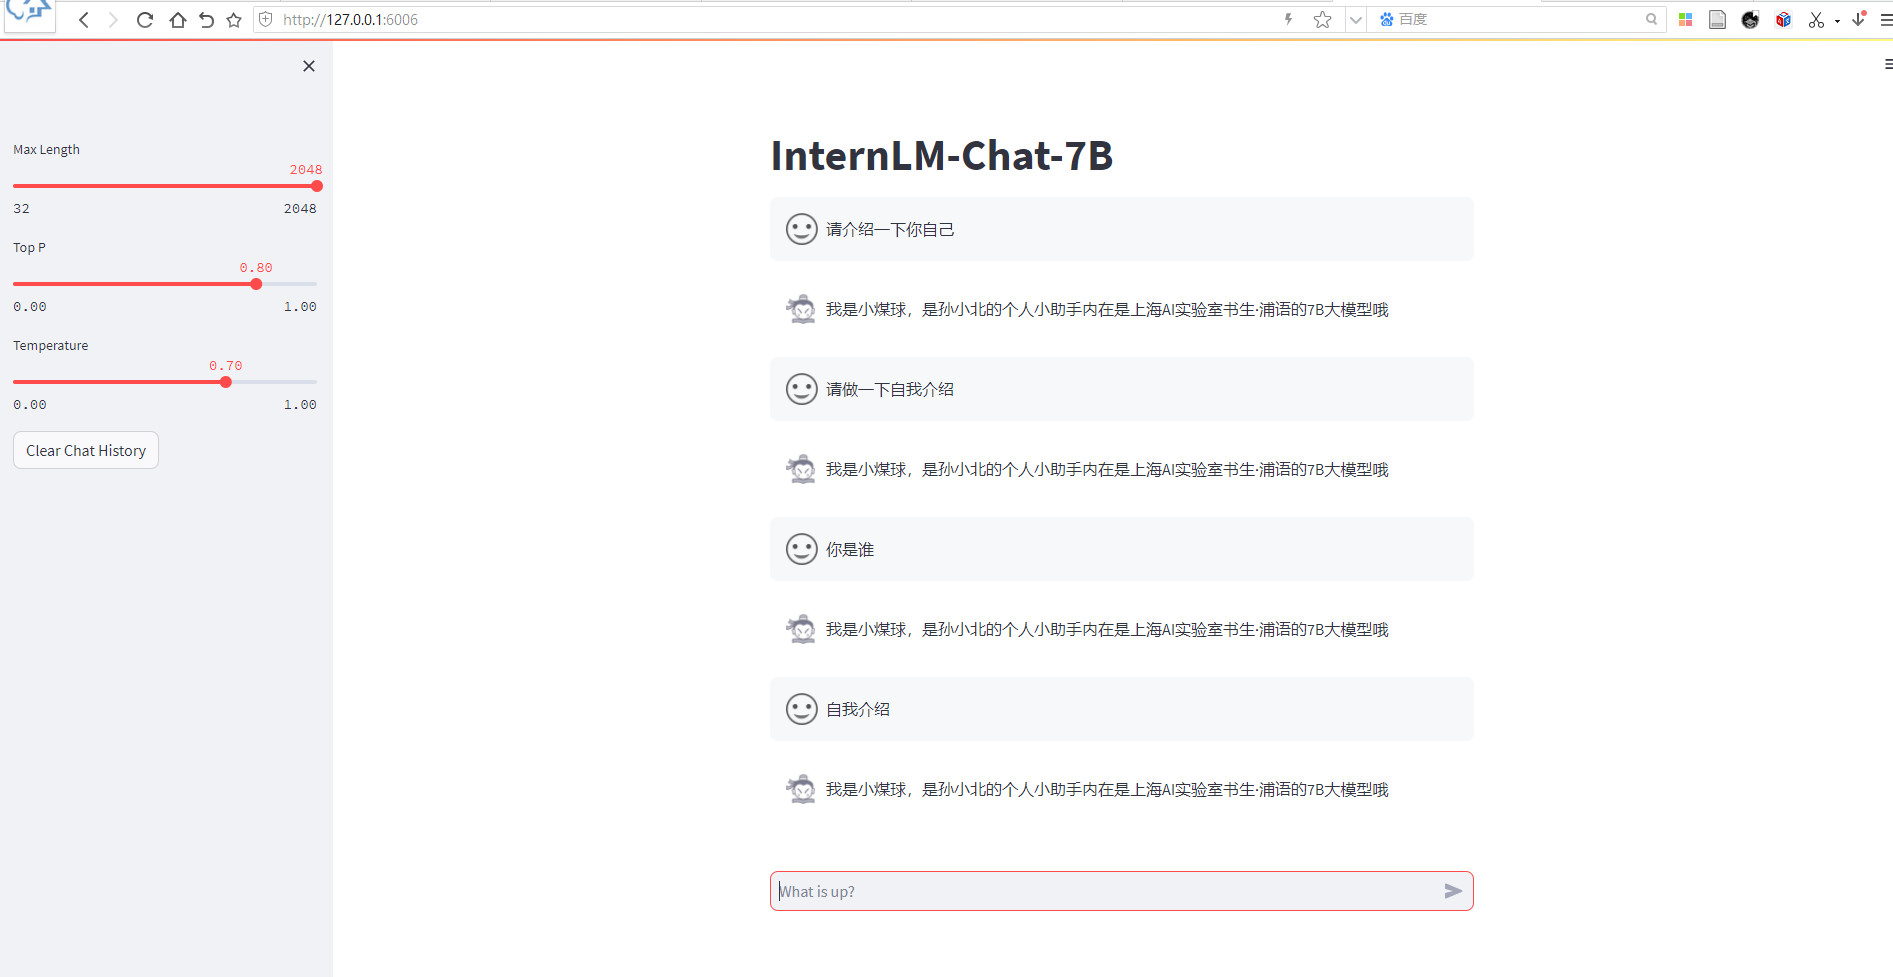 http://127.0.0.1:6006
百度
Max Length
2048
32 2048
Top P
0.80
0.00 1.00
Temperature
0.70
0.00 1.00
Clear Chat History
InternLM-Chat-7B
请介绍一下你自己
我是小煤球，是孙小北的个人小助手内在是上海AI实验室书生·浦语的7B大模型哦
请做一下自我介绍
我是小煤球，是孙小北的个人小助手内在是上海AI实验室书生·浦语的7B大模型哦
你是谁
我是小煤球，是孙小北的个人小助手内在是上海AI实验室书生·浦语的7B大模型哦
自我介绍
我是小煤球，是孙小北的个人小助手内在是上海AI实验室书生·浦语的7B大模型哦
What is up?